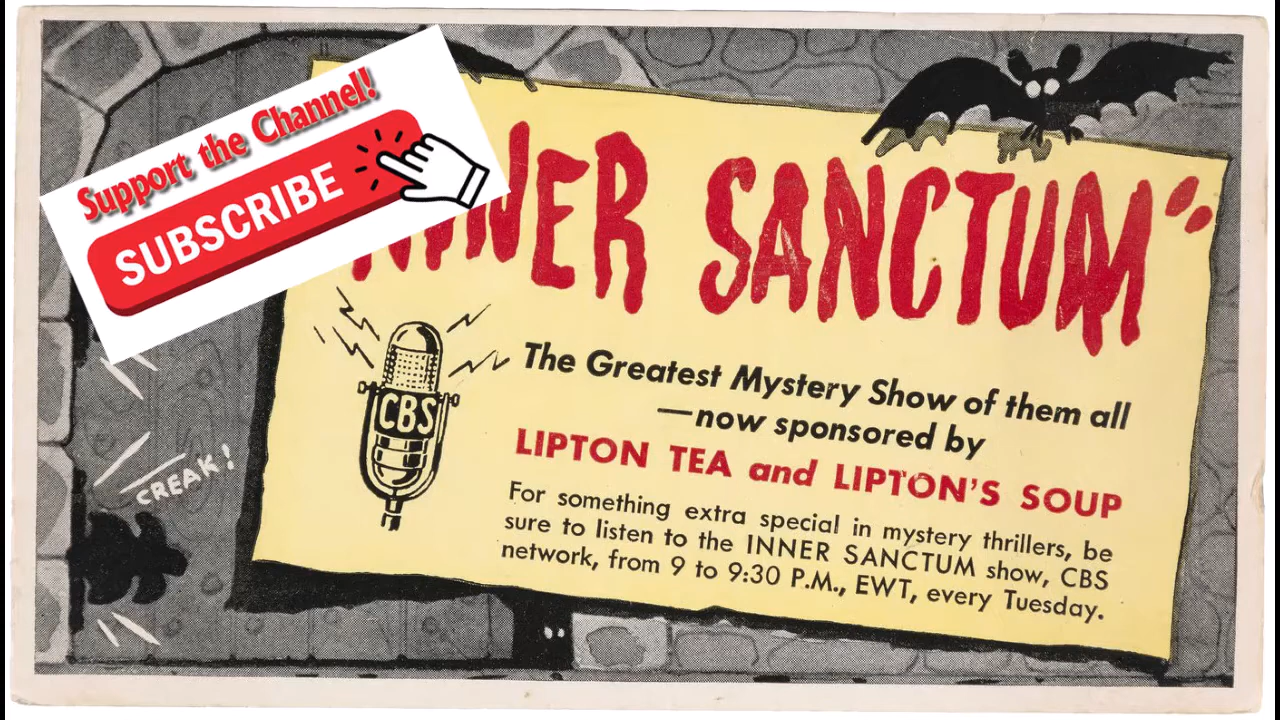 Support the Channel!
SUBSCRIBE
INNER SANCTUM"
CBS
The Greatest Mystery Show of them all
—now sponsored by
LIPTON TEA and LIPTON'S SOUP
For something extra special in mystery thrillers, be
sure to listen to the INNER SANCTUM show, CBS
network, from 9 to 9:30 P.M., EWT, every Tuesday.
CREAK!